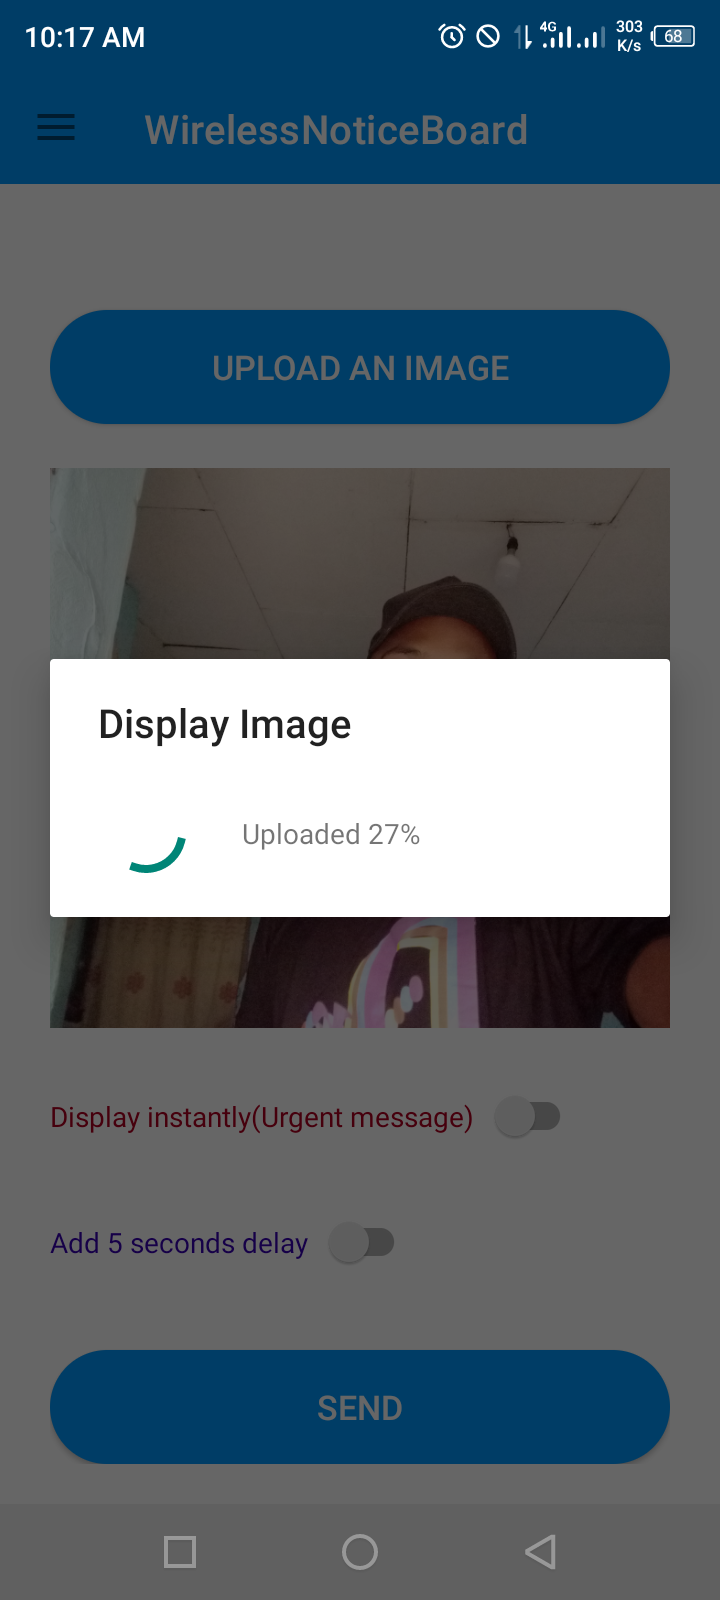 10:17 AM
4G
303
K/s
68
WirelessNoticeBoard
UPLOAD AN IMAGE
Display Image
Uploaded 27%
Display instantly(Urgent message)
Add 5 seconds delay
SEND